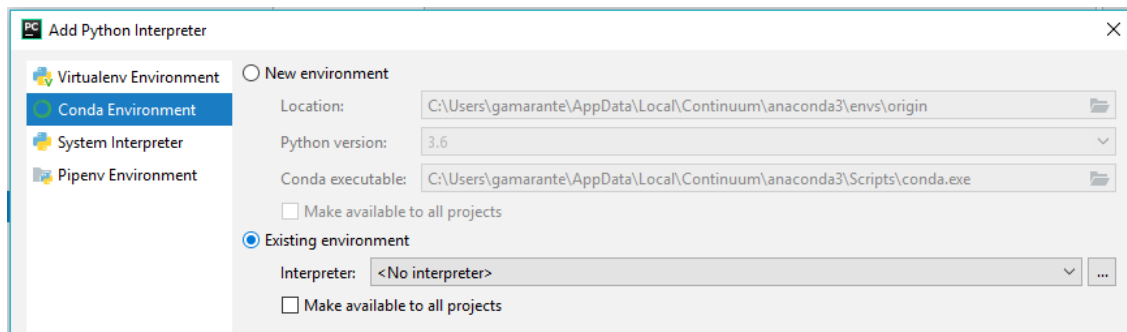 PC Add Python Interpreter
Virtualenv Environment
Conda Environment
System Interpreter
Pipenv Environment
New environment
Location: C:\Users\gamarante\AppData\Local\Continuum\anaconda3\envs\origin
Python version: 3.6
Conda executable: C:\Users\gamarante\AppData\Local\Continuum\anaconda3\Scripts\conda.exe
Make available to all projects
Existing environment
Interpreter: <No interpreter> ...
Make available to all projects